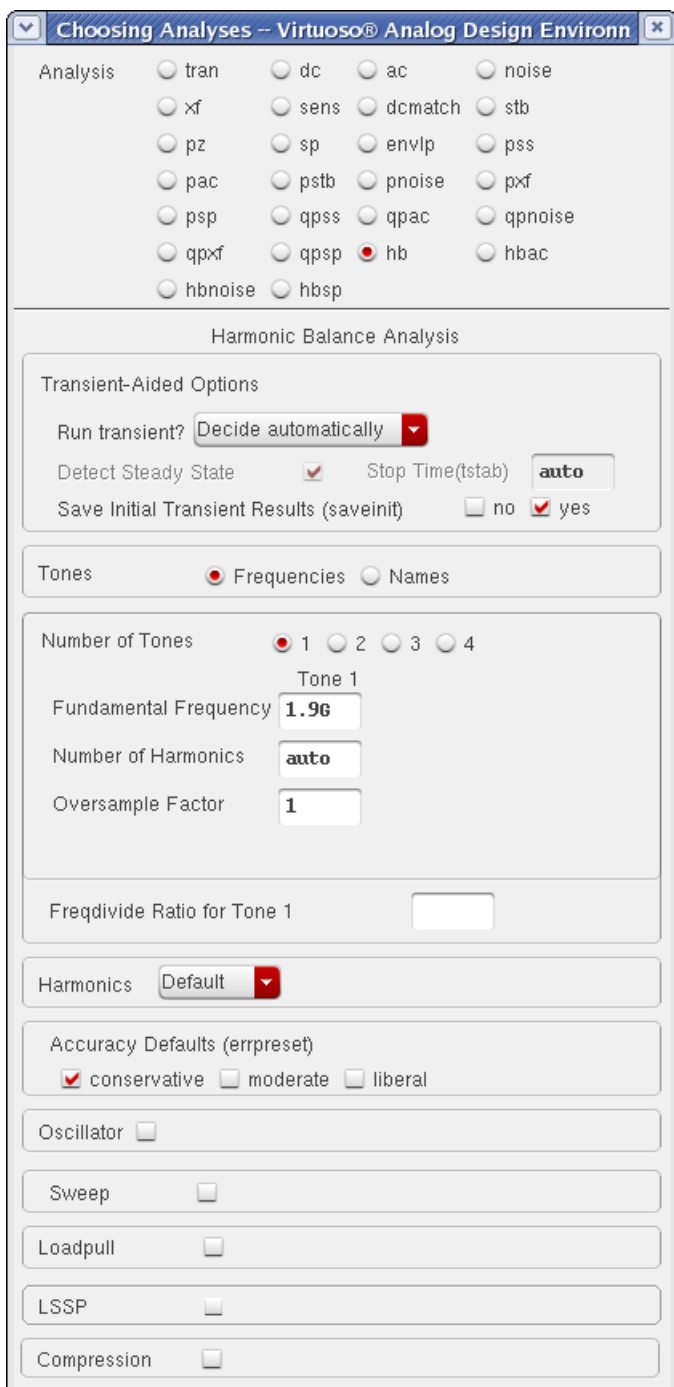 Choosing Analyses -- Virtuoso® Analog Design Environn
Analysis tran dc ac noise
xf sens dcmatch stb
pz sp envlp pss
pac pstb pnoise pxf
psp qpss qpac qpnoise
qpxf qpsp hb hbac
hbnoise hbsp
Harmonic Balance Analysis
Transient-Aided Options
Run transient? Decide automatically
Detect Steady State Stop Time(tstab) auto
Save Initial Transient Results (saveinit) no yes
Tones Frequencies Names
Number of Tones 1 2 3 4
Tone 1
Fundamental Frequency 1.9G
Number of Harmonics auto
Oversample Factor 1
Freqdivide Ratio for Tone 1
Harmonics Default
Accuracy Defaults (errpreset)
conservative moderate liberal
Oscillator
Sweep
Loadpull
LSSP
Compression